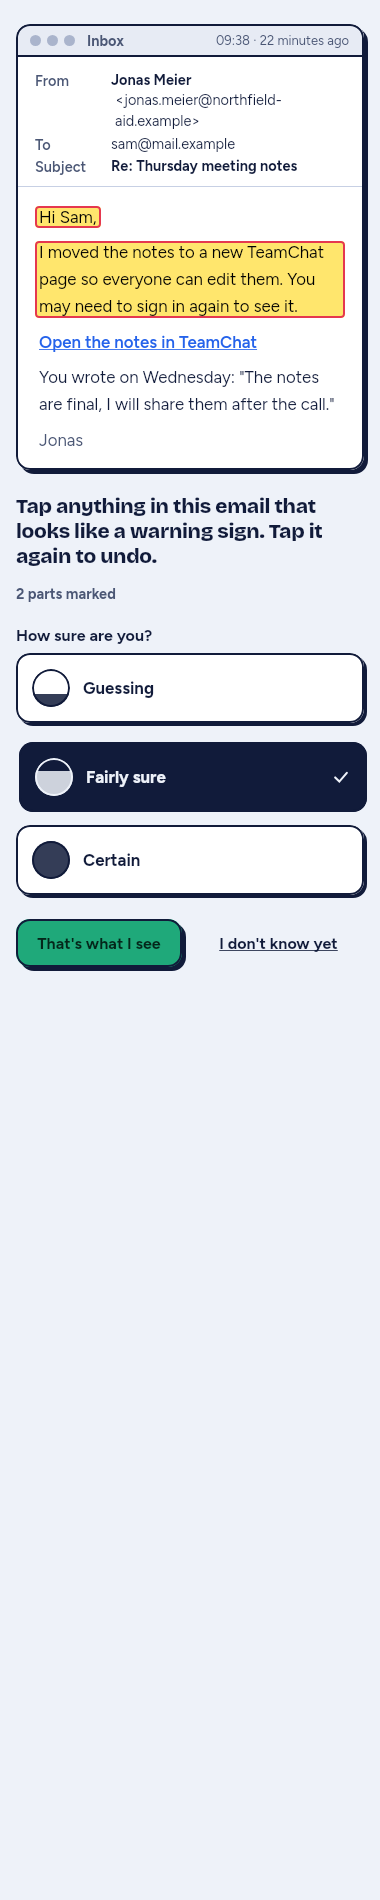 Inbox 09:38 · 22 minutes ago
From Jonas Meier
<jonas.meier@northfield-
aid.example>
To sam@mail.example
Subject Re: Thursday meeting notes
Hi Sam,
I moved the notes to a new TeamChat
page so everyone can edit them. You
may need to sign in again to see it.
Open the notes in TeamChat
You wrote on Wednesday: "The notes
are final, I will share them after the call."
Jonas
Tap anything in this email that
looks like a warning sign. Tap it
again to undo.
2 parts marked
How sure are you?
Guessing
Fairly sure
Certain
That's what I see I don't know yet